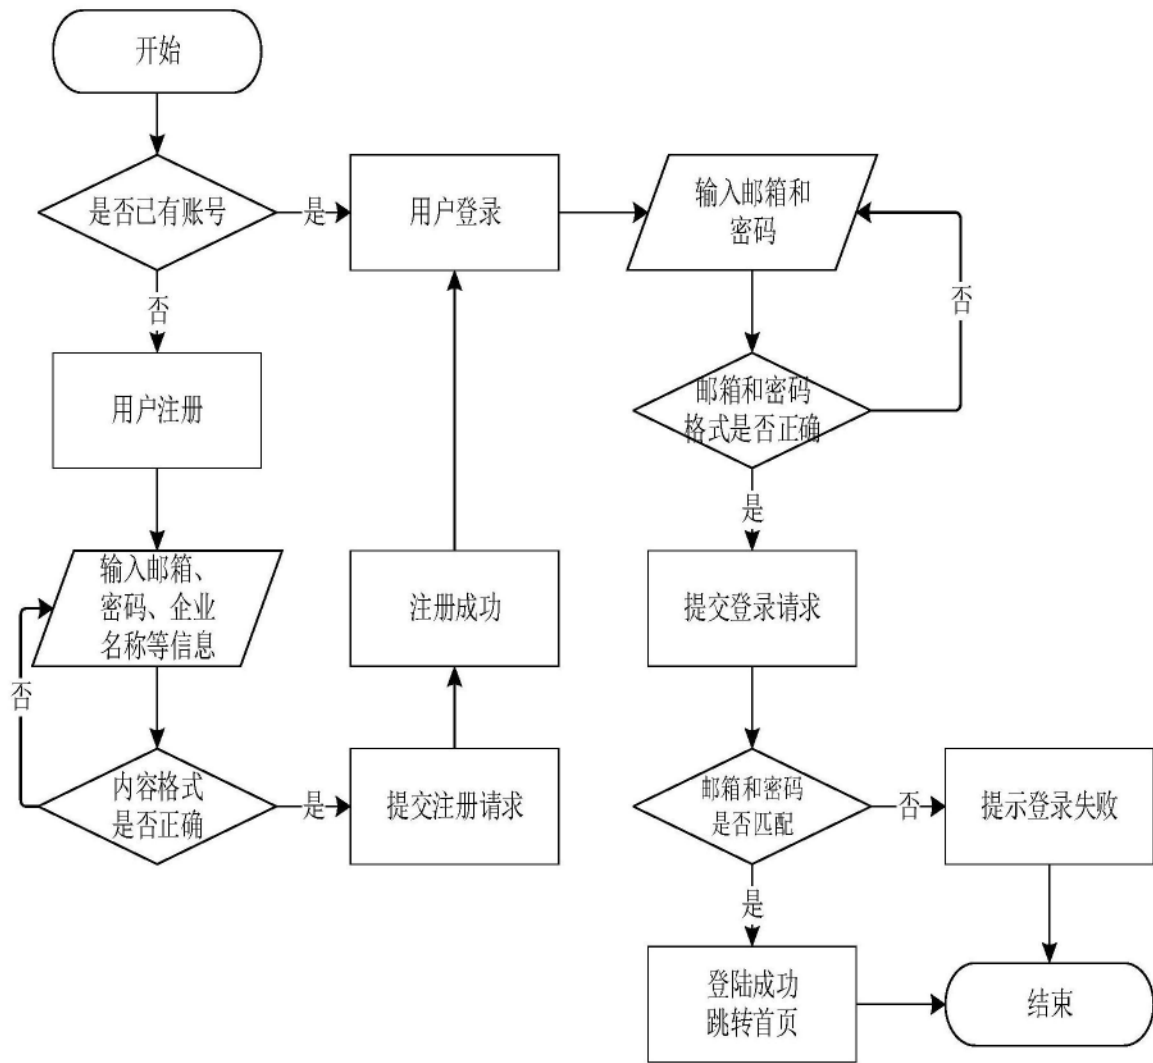 开始
是否已有账号
是
用户登录
输入邮箱和
密码
否
否
用户注册
邮箱和密码
格式是否正确
是
输入邮箱、
密码、企业
名称等信息
注册成功
提交登录请求
否
内容格式
是否正确
是
提交注册请求
邮箱和密码
是否匹配
否
提示登录失败
是
登陆成功
跳转首页
结束